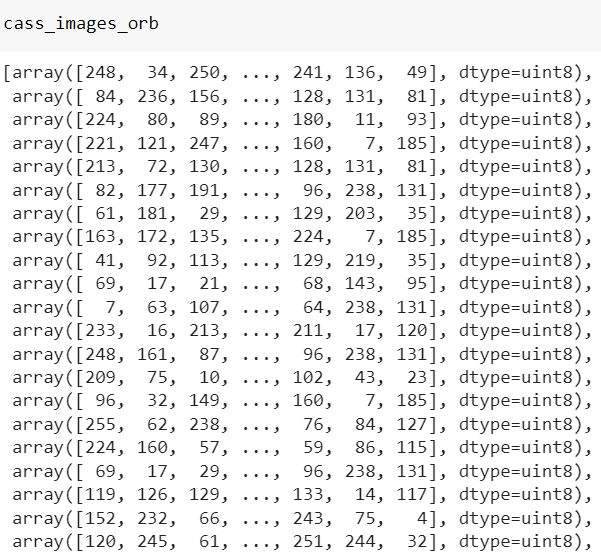 cass_images_orb
[array([248, 34, 250, ..., 241, 136, 49], dtype=uint8),
array([ 84, 236, 156, ..., 128, 131, 81], dtype=uint8),
array([224, 80, 89, ..., 180, 11, 93], dtype=uint8),
array([221, 121, 247, ..., 160, 7, 185], dtype=uint8),
array([213, 72, 130, ..., 128, 131, 81], dtype=uint8),
array([ 82, 177, 191, ..., 96, 238, 131], dtype=uint8),
array([ 61, 181, 29, ..., 129, 203, 35], dtype=uint8),
array([163, 172, 135, ..., 224, 7, 185], dtype=uint8),
array([ 41, 92, 113, ..., 129, 219, 35], dtype=uint8),
array([ 69, 17, 21, ..., 68, 143, 95], dtype=uint8),
array([ 7, 63, 107, ..., 64, 238, 131], dtype=uint8),
array([233, 16, 213, ..., 211, 17, 120], dtype=uint8),
array([248, 161, 87, ..., 96, 238, 131], dtype=uint8),
array([209, 75, 10, ..., 102, 43, 23], dtype=uint8),
array([ 96, 32, 149, ..., 160, 7, 185], dtype=uint8),
array([255, 62, 238, ..., 76, 84, 127], dtype=uint8),
array([224, 160, 57, ..., 59, 86, 115], dtype=uint8),
array([ 69, 17, 29, ..., 96, 238, 131], dtype=uint8),
array([119, 126, 129, ..., 133, 14, 117], dtype=uint8),
array([152, 232, 66, ..., 243, 75, 4], dtype=uint8),
array([120, 245, 61, ..., 251, 244, 32], dtype=uint8),